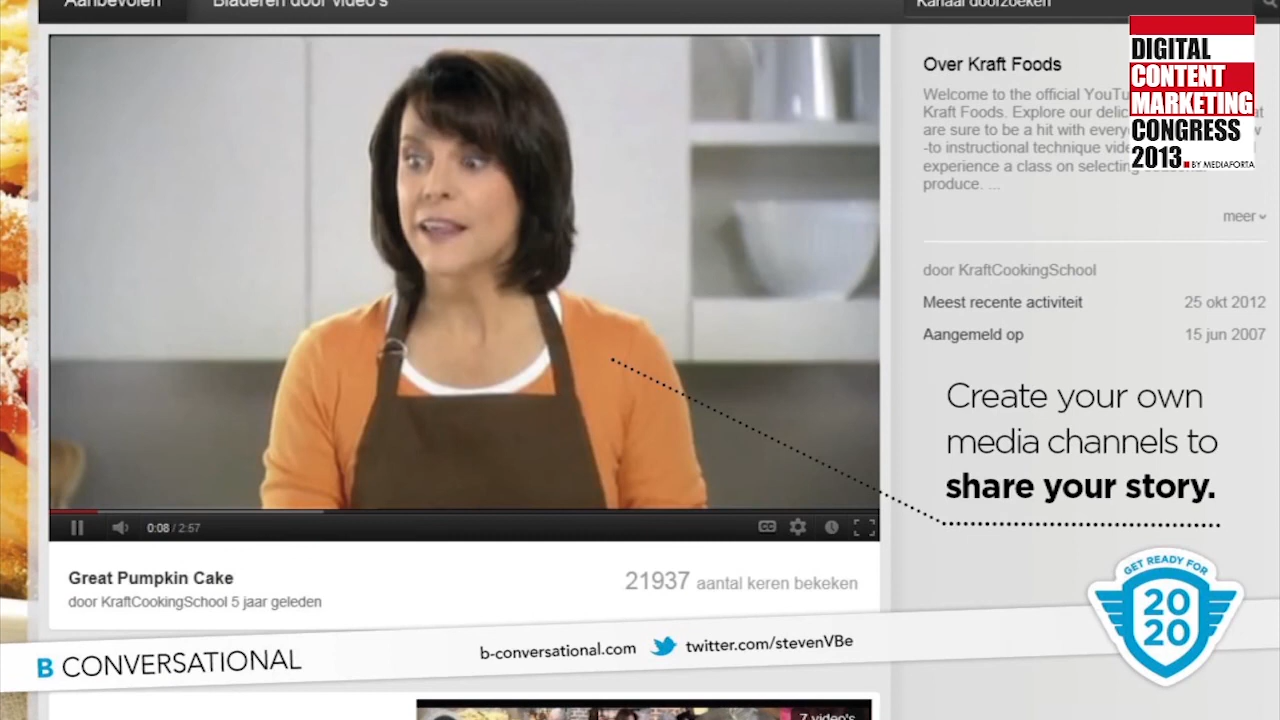 Aanbevolen
Bladeren door video's
Kanaal doorzoeken
DIGITAL
CONTENT
MARKETING
CONGRESS
2013. BY MEDIAFORTA
Over Kraft Foods
Welcome to the official
Kraft Foods. Explore our
are sure to be a hit with
-to instructional technique
experience a class on selecting
produce. ...
meer
door KraftCookingSchool
Meest recente activiteit 25 okt 2012
Aangemeld op 15 jun 2007
Create your own
media channels to
share your story.
CC
0:08 / 2:57
Great Pumpkin Cake
21937 aantal keren bekeken
door KraftCookingSchool 5 jaar geleden
GET READY FOR
20
20
B CONVERSATIONAL
b-conversational.com
twitter.com/stevenVBe
7 video's